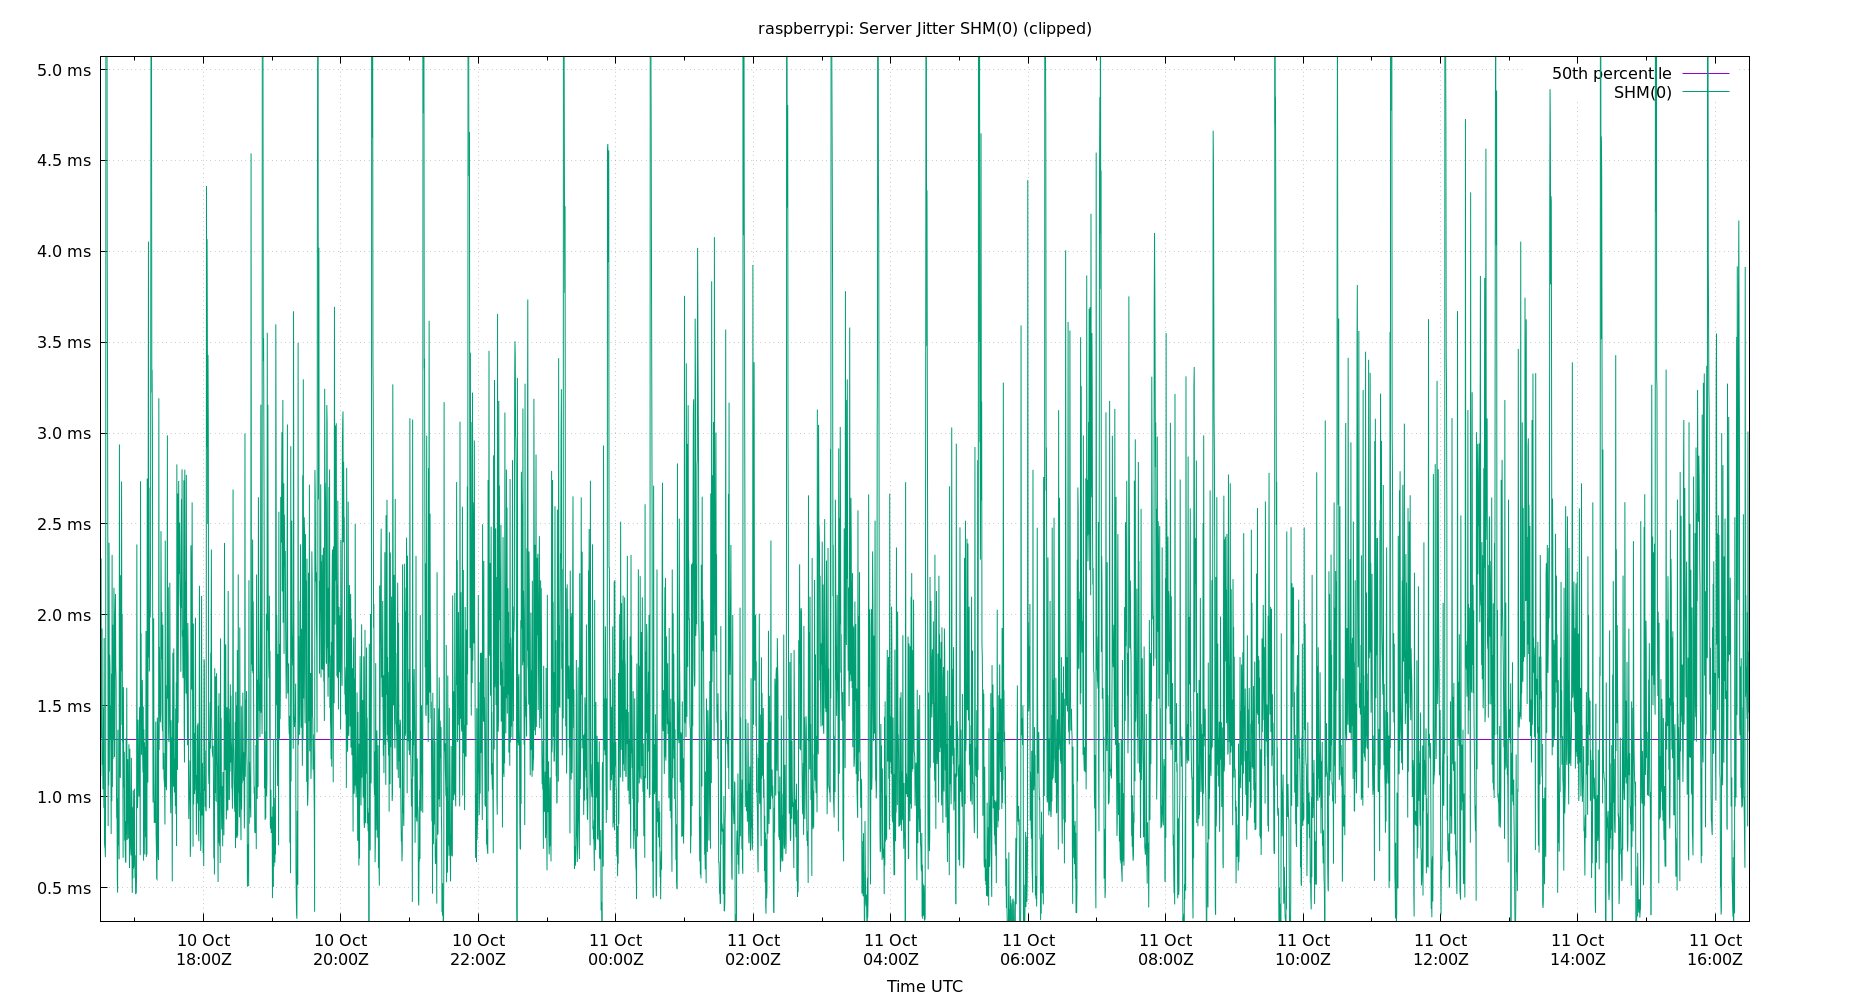 raspberrypi: Server Jitter SHM(0) (clipped)
5.0 ms
4.5 ms
4.0 ms
3.5 ms
3.0 ms
2.5 ms
2.0 ms
1.5 ms
1.0 ms
0.5 ms
50th percentile
SHM(0)
10 Oct 10 Oct 10 Oct 11 Oct 11 Oct 11 Oct 11 Oct 11 Oct 11 Oct 11 Oct 11 Oct 11 Oct
18:00Z 20:00Z 22:00Z 00:00Z 02:00Z 04:00Z 06:00Z 08:00Z 10:00Z 12:00Z 14:00Z 16:00Z
Time UTC